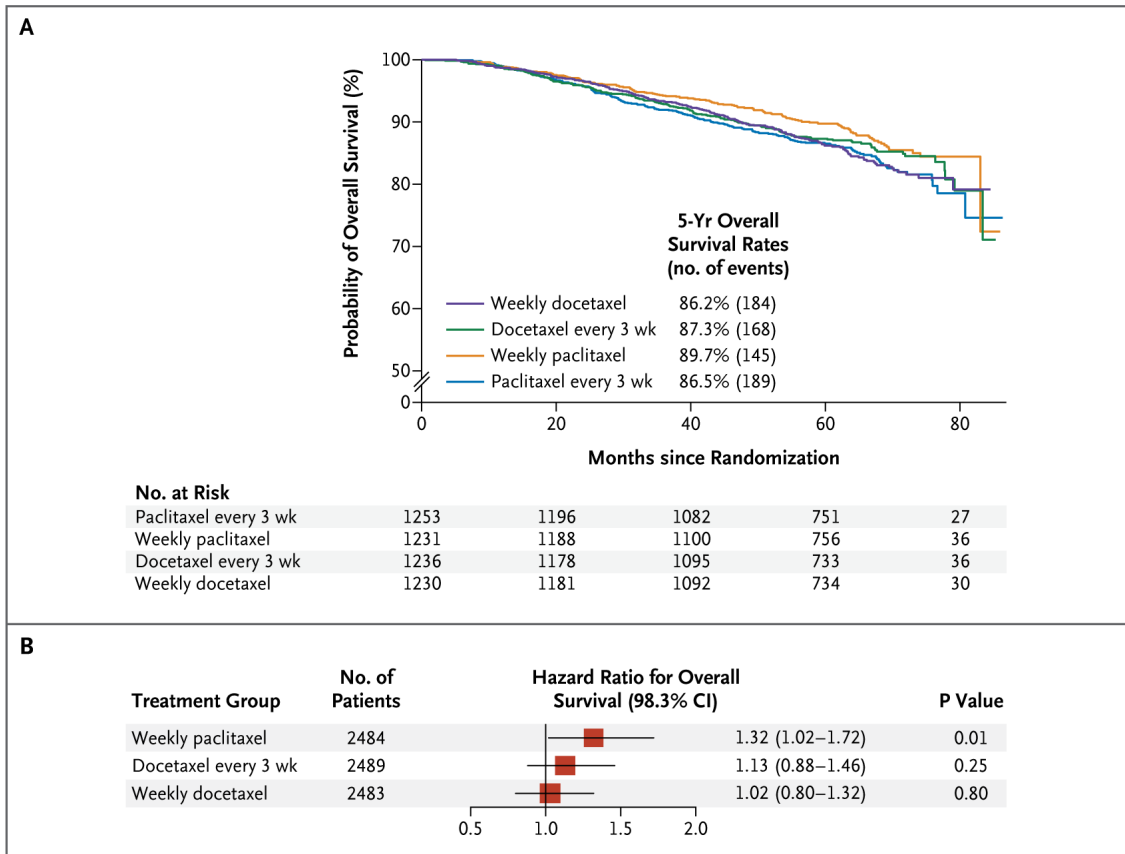 A
Probability of Overall Survival (%)
100
90
80
70
60
50
0
5-Yr Overall
Survival Rates
(no. of events)
Weekly docetaxel 86.2% (184)
Docetaxel every 3 wk 87.3% (168)
Weekly paclitaxel 89.7% (145)
Paclitaxel every 3 wk 86.5% (189)
0 20 40 60 80
Months since Randomization
No. at Risk
Paclitaxel every 3 wk 1253 1196 1082 751 27
Weekly paclitaxel 1231 1188 1100 756 36
Docetaxel every 3 wk 1236 1178 1095 733 36
Weekly docetaxel 1230 1181 1092 734 30
B
Treatment Group No. of Patients Hazard Ratio for Overall Survival (98.3% CI) P Value
Weekly paclitaxel 2484 1.32 (1.02–1.72) 0.01
Docetaxel every 3 wk 2489 1.13 (0.88–1.46) 0.25
Weekly docetaxel 2483 1.02 (0.80–1.32) 0.80
0.5 1.0 1.5 2.0